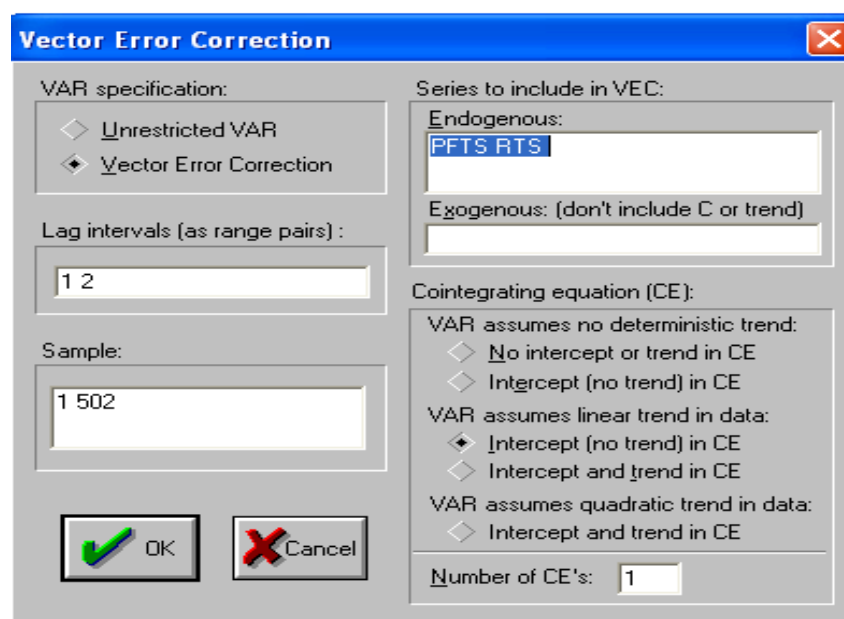 Vector Error Correction
VAR specification:
Unrestricted VAR
Vector Error Correction
Lag intervals (as range pairs) :
1 2
Sample:
1 502
OK
Cancel
Series to include in VEC:
Endogenous:
PFTS RTS
Exogenous: (don't include C or trend)
Cointegrating equation (CE):
VAR assumes no deterministic trend:
No intercept or trend in CE
Intercept (no trend) in CE
VAR assumes linear trend in data:
Intercept (no trend) in CE
Intercept and trend in CE
VAR assumes quadratic trend in data:
Intercept and trend in CE
Number of CE's: 1